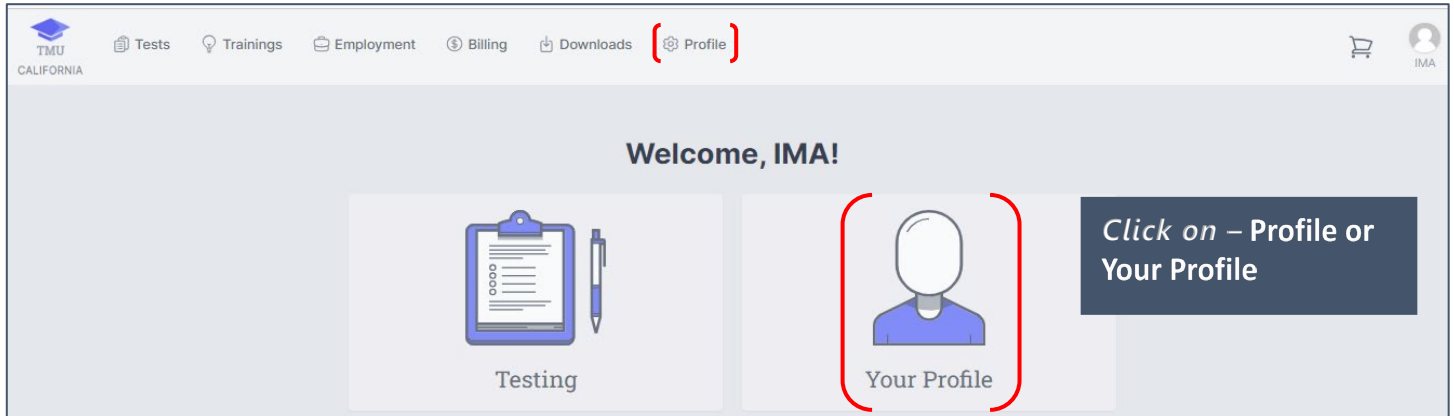 TMU
CALIFORNIA
Tests
Trainings
Employment
Billing
Downloads
Profile
IMA
Welcome, IMA!
Testing
Your Profile
Click on – Profile or
Your Profile